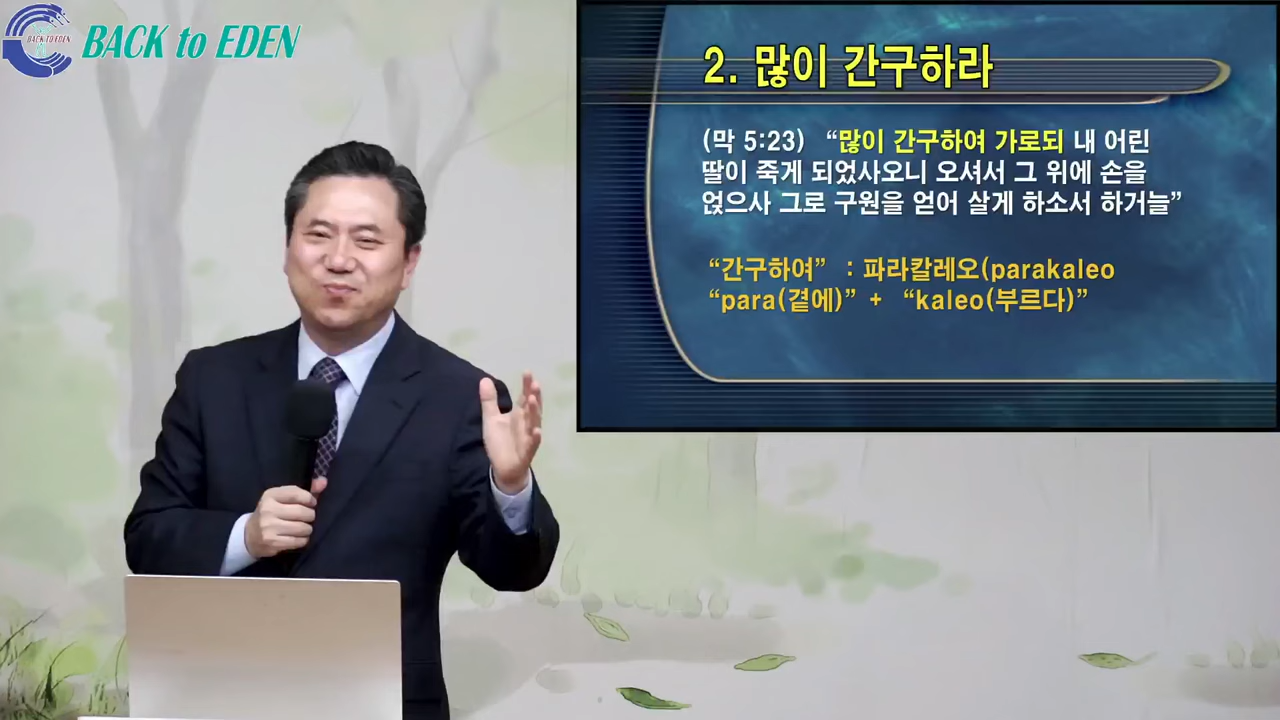 BACK TO EDEN
BACK to EDEN
2. 많이 간구하라
(막 5:23) “많이 간구하여 가로되 내 어린
딸이 죽게 되었사오니 오셔서 그 위에 손을
얹으사 그로 구원을 얻어 살게 하소서 하거늘”
“간구하여” : 파라칼레오(parakaleo
“para(곁에)” + “kaleo(부르다)”